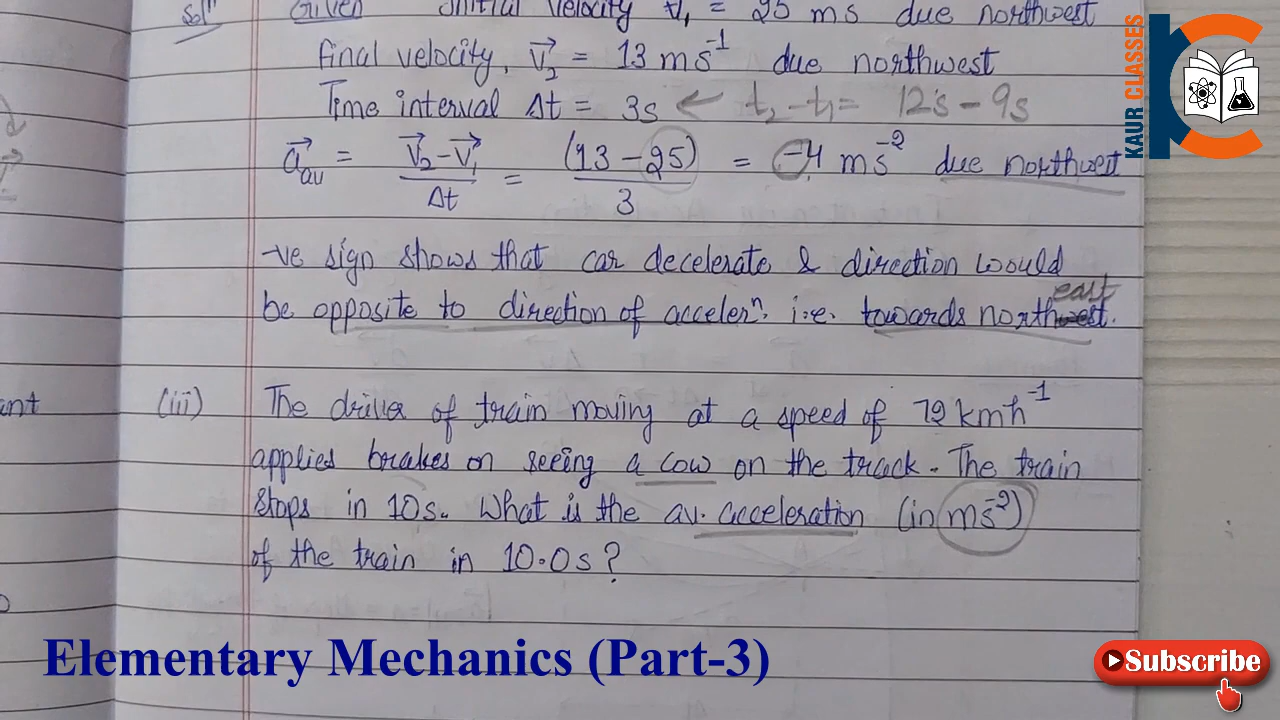 Soln Given Initial velocity v₁ = 25 ms due northwest
final velocity, v₂ = 13 ms⁻¹ due northwest
Time interval Δt = 3s ← t₂ - t₁ = 12s - 9s
a⃗av = (v⃗₂ - v⃗₁)/Δt = (13 - 25)/3 = -4 ms⁻² due northwest
-ve sign shows that car decelerate & direction would
be opposite to direction of accelerⁿ. i.e. towards northeast.
ant
(iii) The driver of train moving at a speed of 72 kmh⁻¹
applies brakes on seeing a cow on the track. The train
stops in 10s. What is the av. acceleration (in ms⁻²)
of the train in 10.0s?
Elementary Mechanics (Part-3)
KAUR CLASSES
Subscribe